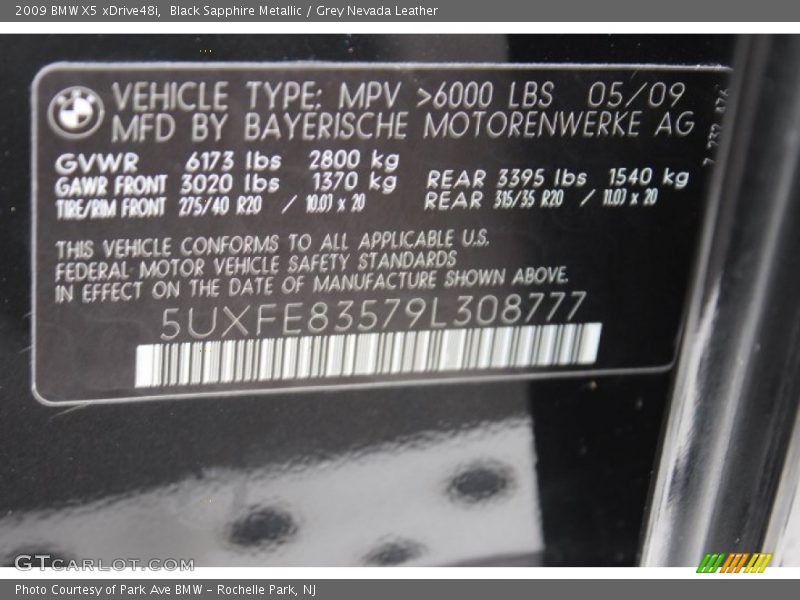 2009 BMW X5 xDrive48i, Black Sapphire Metallic / Grey Nevada Leather
BMW VEHICLE TYPE: MPV >6000 LBS 05/09
MFD BY BAYERISCHE MOTORENWERKE AG
GVWR 6173 lbs 2800 kg
GAWR FRONT 3020 lbs 1370 kg REAR 3395 lbs 1540 kg
TIRE/RIM FRONT 275/40 R20 / 10.0J x 20 REAR 315/35 R20 / 11.0J x 20
THIS VEHICLE CONFORMS TO ALL APPLICABLE U.S.
FEDERAL MOTOR VEHICLE SAFETY STANDARDS
IN EFFECT ON THE DATE OF MANUFACTURE SHOWN ABOVE.
5UXFE83579L308777
GTCARLOT.COM
Photo Courtesy of Park Ave BMW - Rochelle Park, NJ